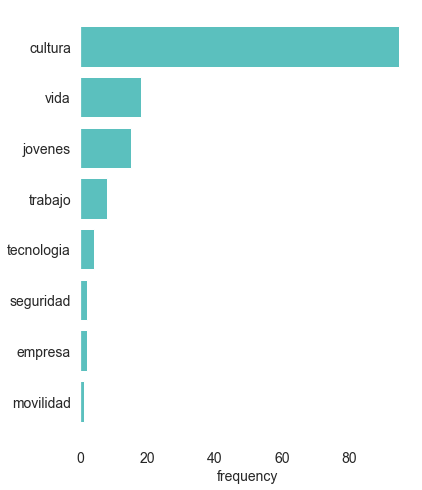 cultura
vida
jovenes
trabajo
tecnologia
seguridad
empresa
movilidad
0 20 40 60 80
frequency